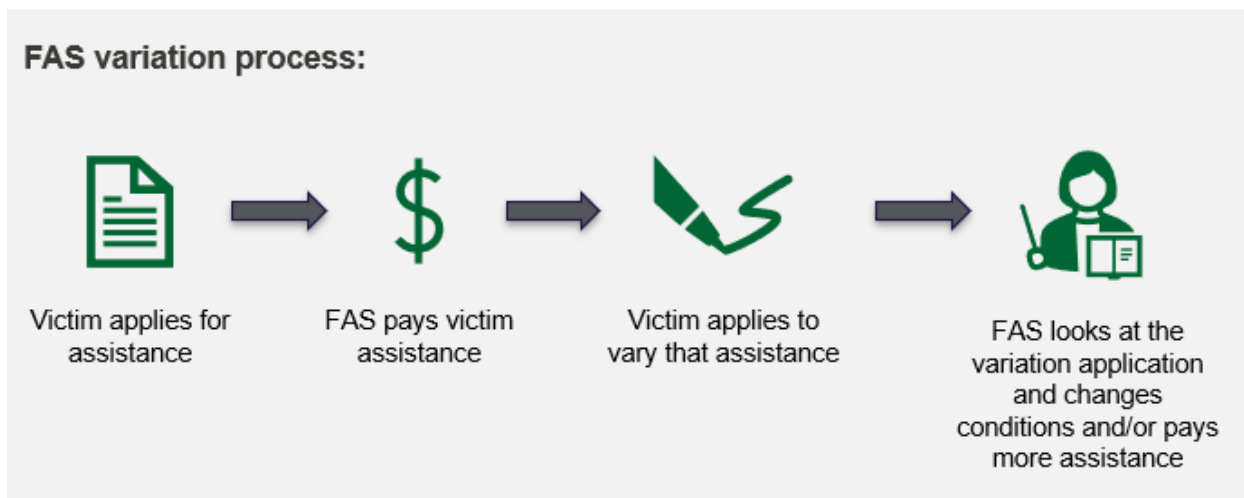 FAS variation process:
Victim applies for
assistance
FAS pays victim
assistance
Victim applies to
vary that assistance
FAS looks at the
variation application
and changes
conditions and/or pays
more assistance